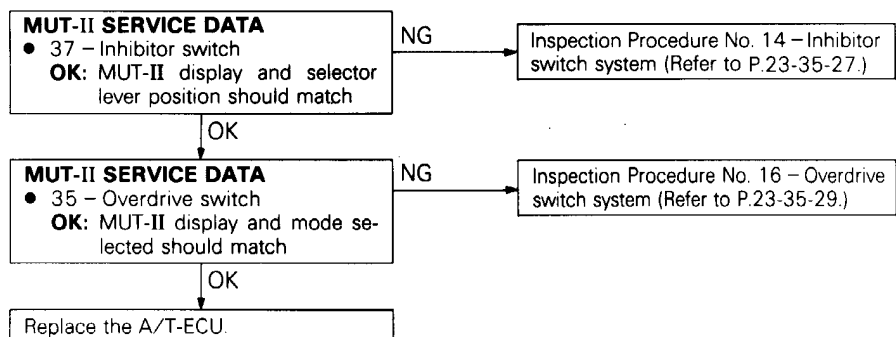 MUT-II SERVICE DATA
● 37 – Inhibitor switch
OK: MUT-II display and selector
lever position should match
NG
Inspection Procedure No. 14 – Inhibitor
switch system (Refer to P.23-35-27.)
OK
MUT-II SERVICE DATA
● 35 – Overdrive switch
OK: MUT-II display and mode se-
lected should match
NG
Inspection Procedure No. 16 – Overdrive
switch system (Refer to P.23-35-29.)
OK
Replace the A/T-ECU.